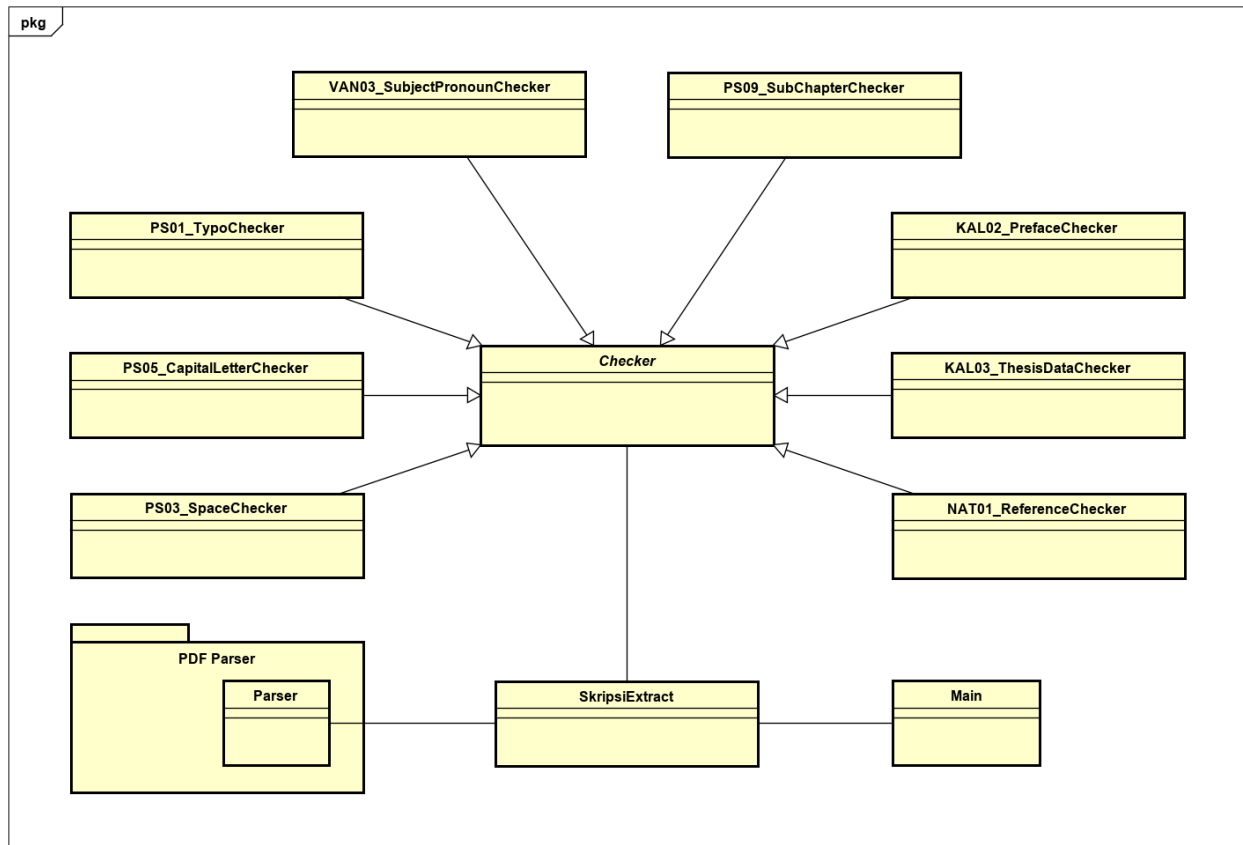 pkg
VAN03_SubjectPronounChecker
PS09_SubChapterChecker
PS01_TypoChecker
KAL02_PrefaceChecker
Checker
PS05_CapitalLetterChecker
KAL03_ThesisDataChecker
PS03_SpaceChecker
NAT01_ReferenceChecker
PDF Parser
Parser
SkripsiExtract
Main